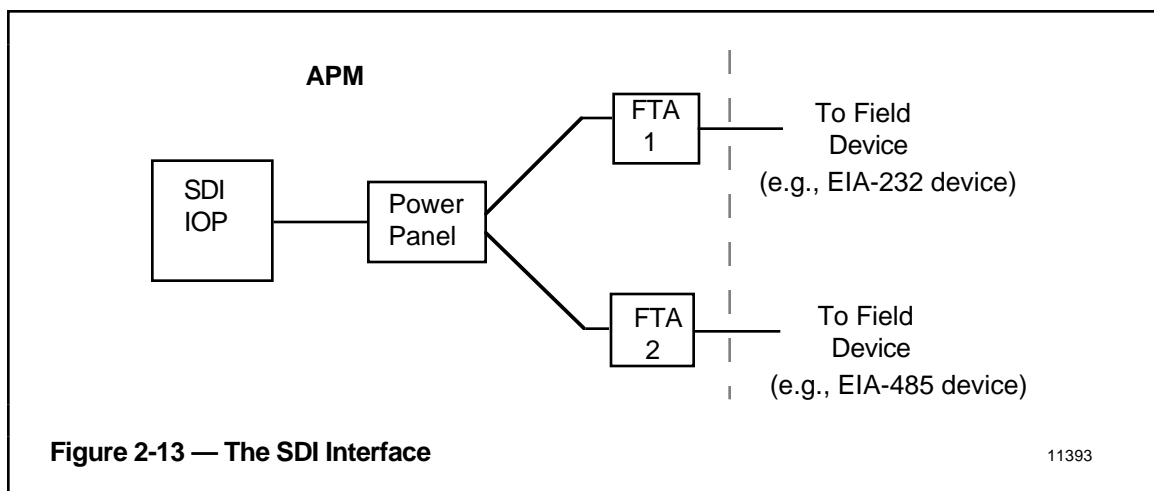 APM
SDI
IOP
Power
Panel
FTA
1
To Field
Device
(e.g., EIA-232 device)
FTA
2
To Field
Device
(e.g., EIA-485 device)
Figure 2-13 — The SDI Interface
11393